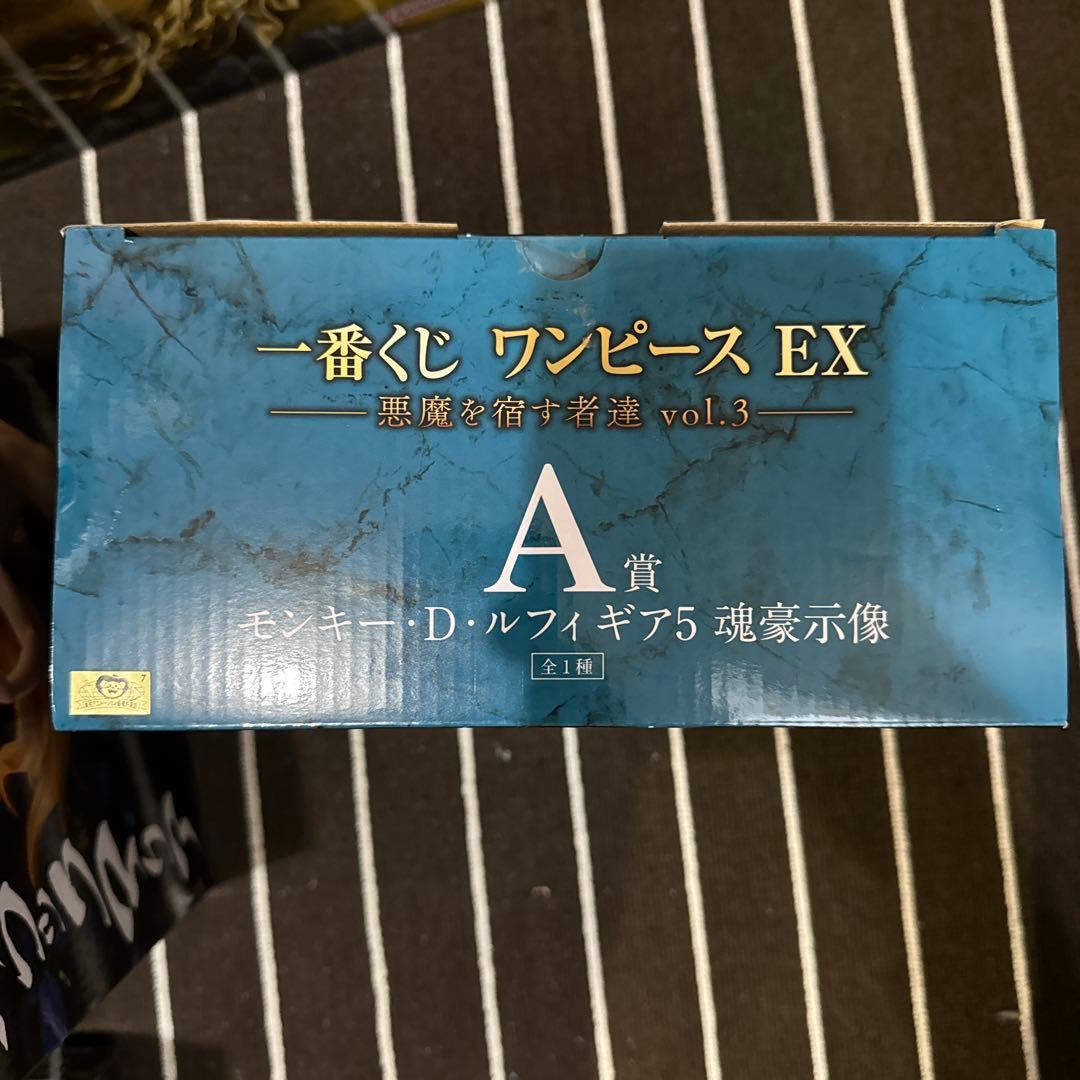 一番くじ ワンピース EX
悪魔を宿す者達 vol.3
A賞
モンキー・D・ルフィ ギア5 魂豪示像
全1種
7